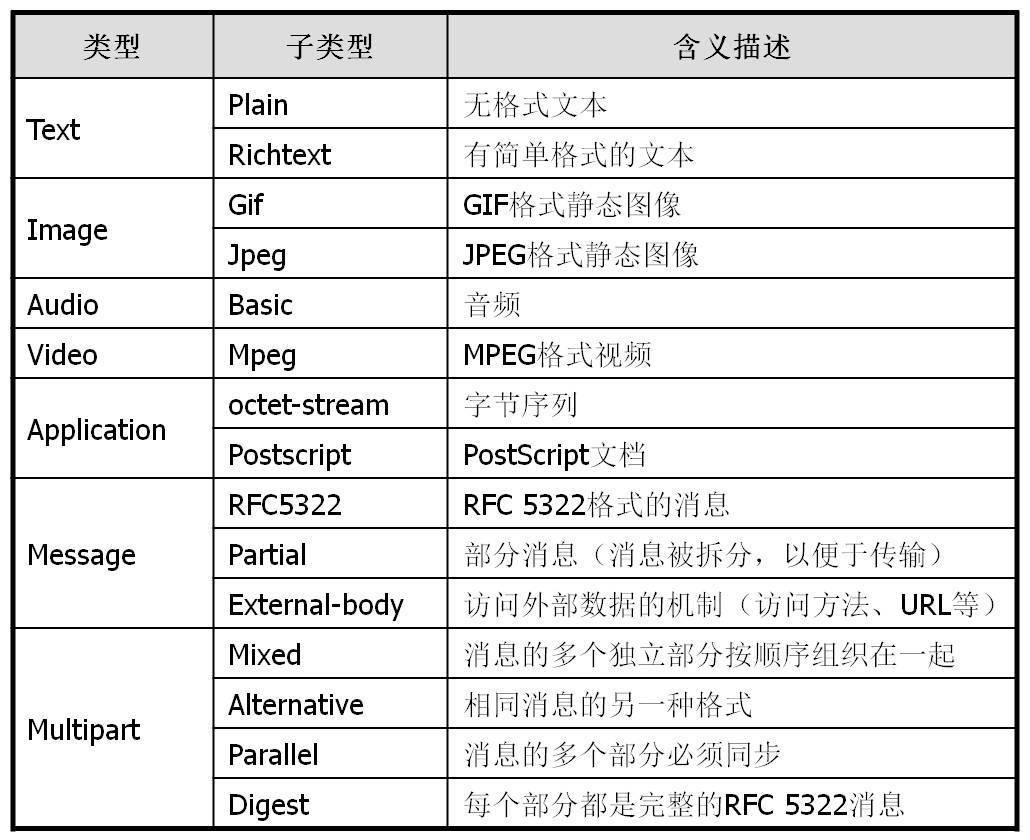 类型 子类型 含义描述
Text
Plain 无格式文本
Richtext 有简单格式的文本
Image
Gif GIF格式静态图像
Jpeg JPEG格式静态图像
Audio Basic 音频
Video Mpeg MPEG格式视频
Application
octet-stream 字节序列
Postscript PostScript文档
Message
RFC5322 RFC 5322格式的消息
Partial 部分消息（消息被拆分，以便于传输）
External-body 访问外部数据的机制（访问方法、URL等）
Multipart
Mixed 消息的多个独立部分按顺序组织在一起
Alternative 相同消息的另一种格式
Parallel 消息的多个部分必须同步
Digest 每个部分都是完整的RFC 5322消息